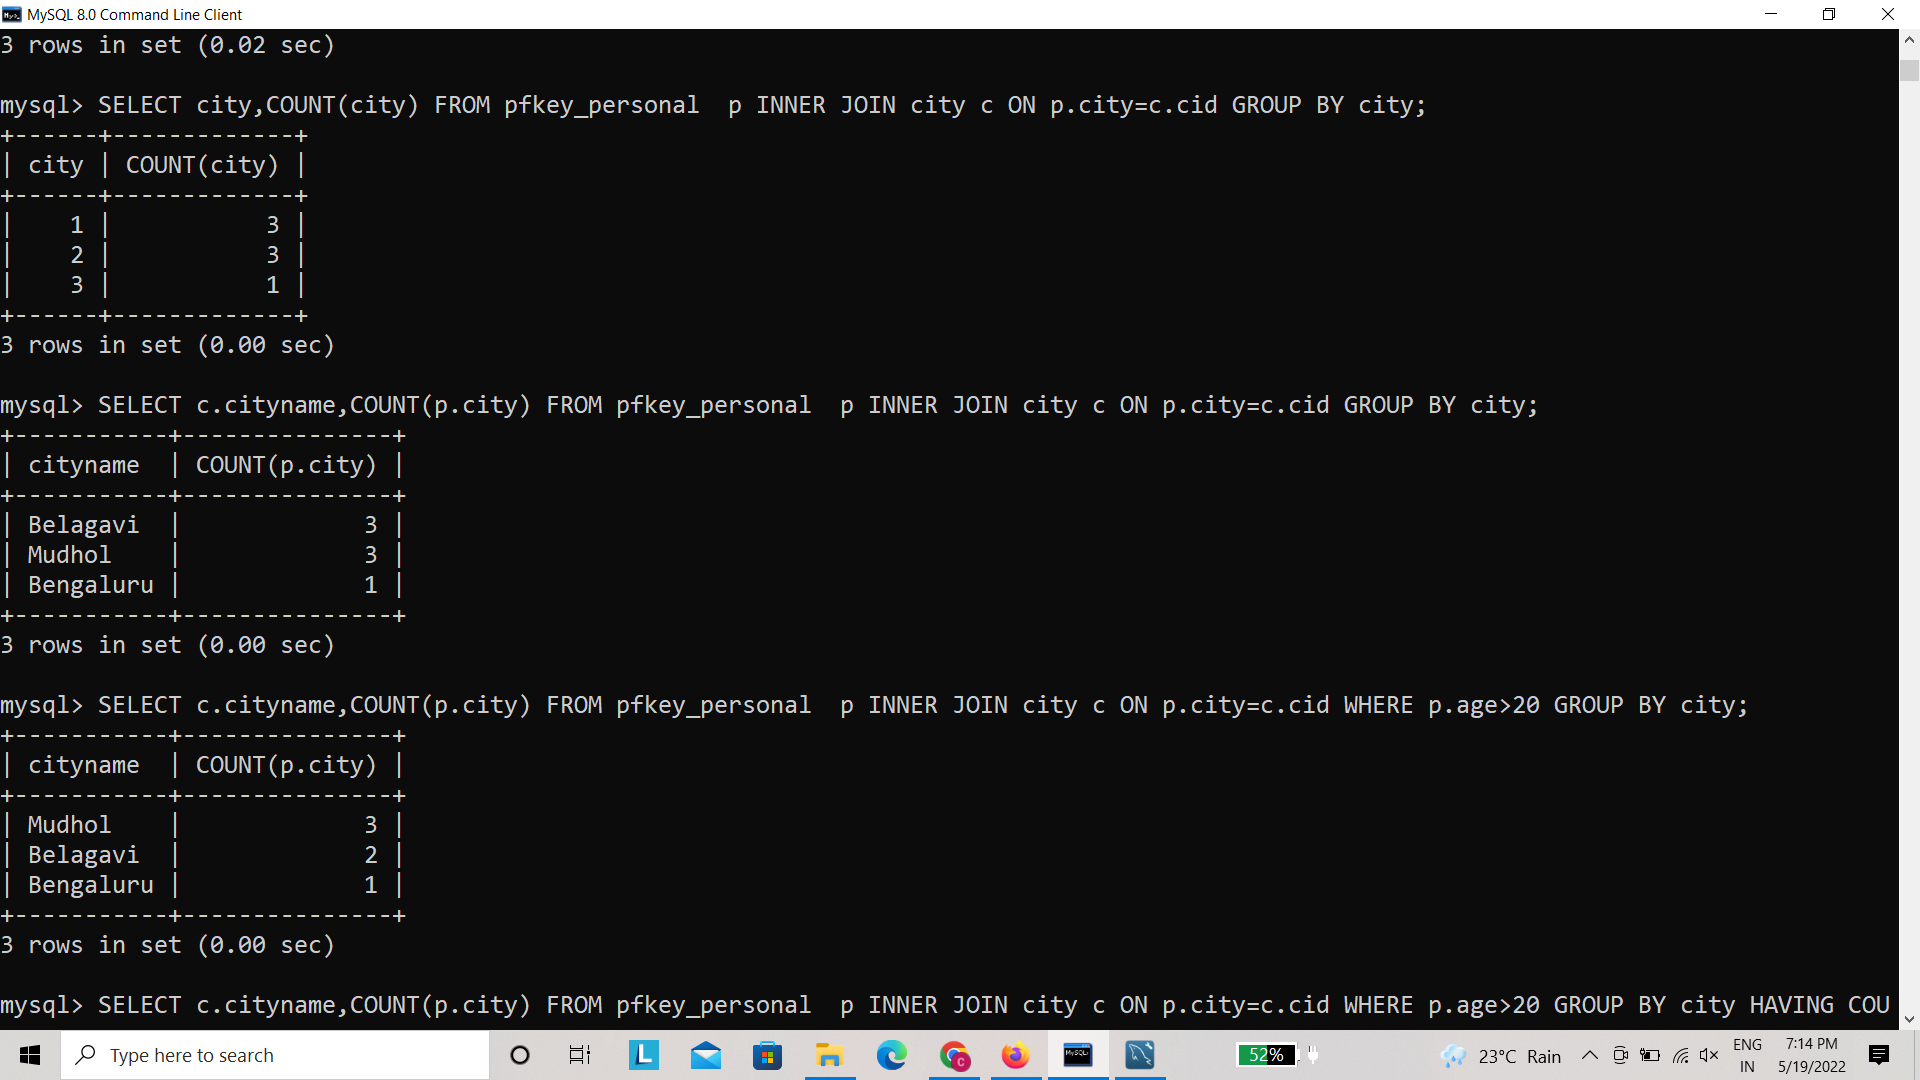 MySQL 8.0 Command Line Client
3 rows in set (0.02 sec)
mysql> SELECT city,COUNT(city) FROM pfkey_personal  p INNER JOIN city c ON p.city=c.cid GROUP BY city;
+------+-------------+
| city | COUNT(city) |
+------+-------------+
|    1 |           3 |
|    2 |           3 |
|    3 |           1 |
+------+-------------+
3 rows in set (0.00 sec)
mysql> SELECT c.cityname,COUNT(p.city) FROM pfkey_personal  p INNER JOIN city c ON p.city=c.cid GROUP BY city;
+-----------+---------------+
| cityname  | COUNT(p.city) |
+-----------+---------------+
| Belagavi  |             3 |
| Mudhol    |             3 |
| Bengaluru |             1 |
+-----------+---------------+
3 rows in set (0.00 sec)
mysql> SELECT c.cityname,COUNT(p.city) FROM pfkey_personal  p INNER JOIN city c ON p.city=c.cid WHERE p.age>20 GROUP BY city;
+-----------+---------------+
| cityname  | COUNT(p.city) |
+-----------+---------------+
| Mudhol    |             3 |
| Belagavi  |             2 |
| Bengaluru |             1 |
+-----------+---------------+
3 rows in set (0.00 sec)
mysql> SELECT c.cityname,COUNT(p.city) FROM pfkey_personal  p INNER JOIN city c ON p.city=c.cid WHERE p.age>20 GROUP BY city HAVING COU
Type here to search
L
C
MySQL
52%
23°C Rain
ENG
IN
7:14 PM
5/19/2022